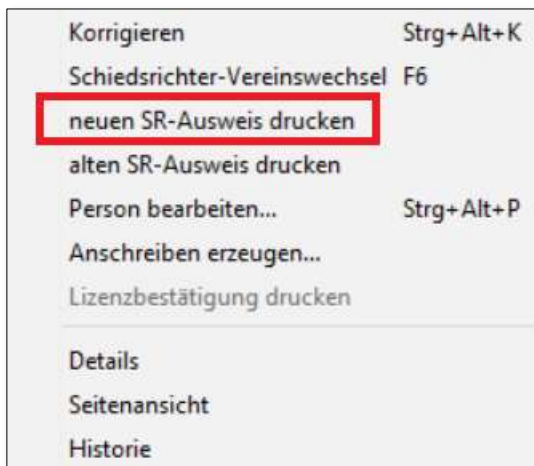 Korrigieren Strg+Alt+K
Schiedsrichter-Vereinswechsel F6
neuen SR-Ausweis drucken
alten SR-Ausweis drucken
Person bearbeiten... Strg+Alt+P
Anschreiben erzeugen...
Lizenzbestätigung drucken
Details
Seitenansicht
Historie